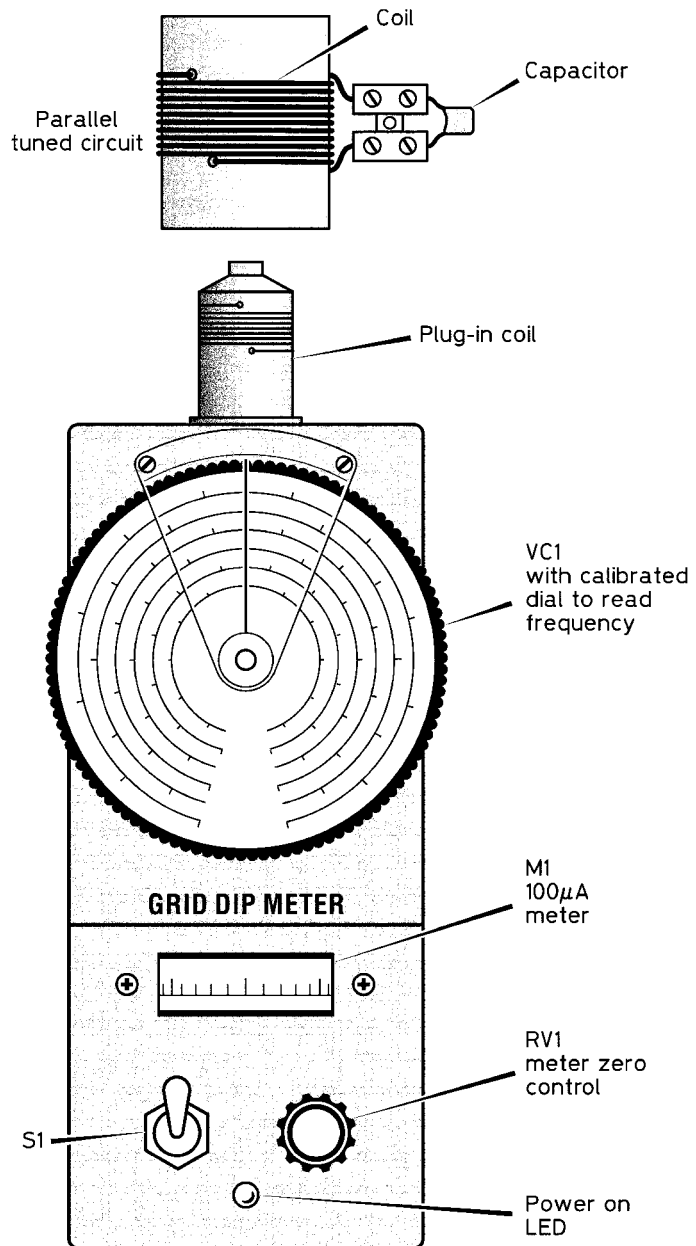 Coil
Capacitor
Parallel
tuned circuit
Plug-in coil
VC1
with calibrated
dial to read
frequency
GRID DIP METER
M1
100µA
meter
RV1
meter zero
control
S1
Power on
LED